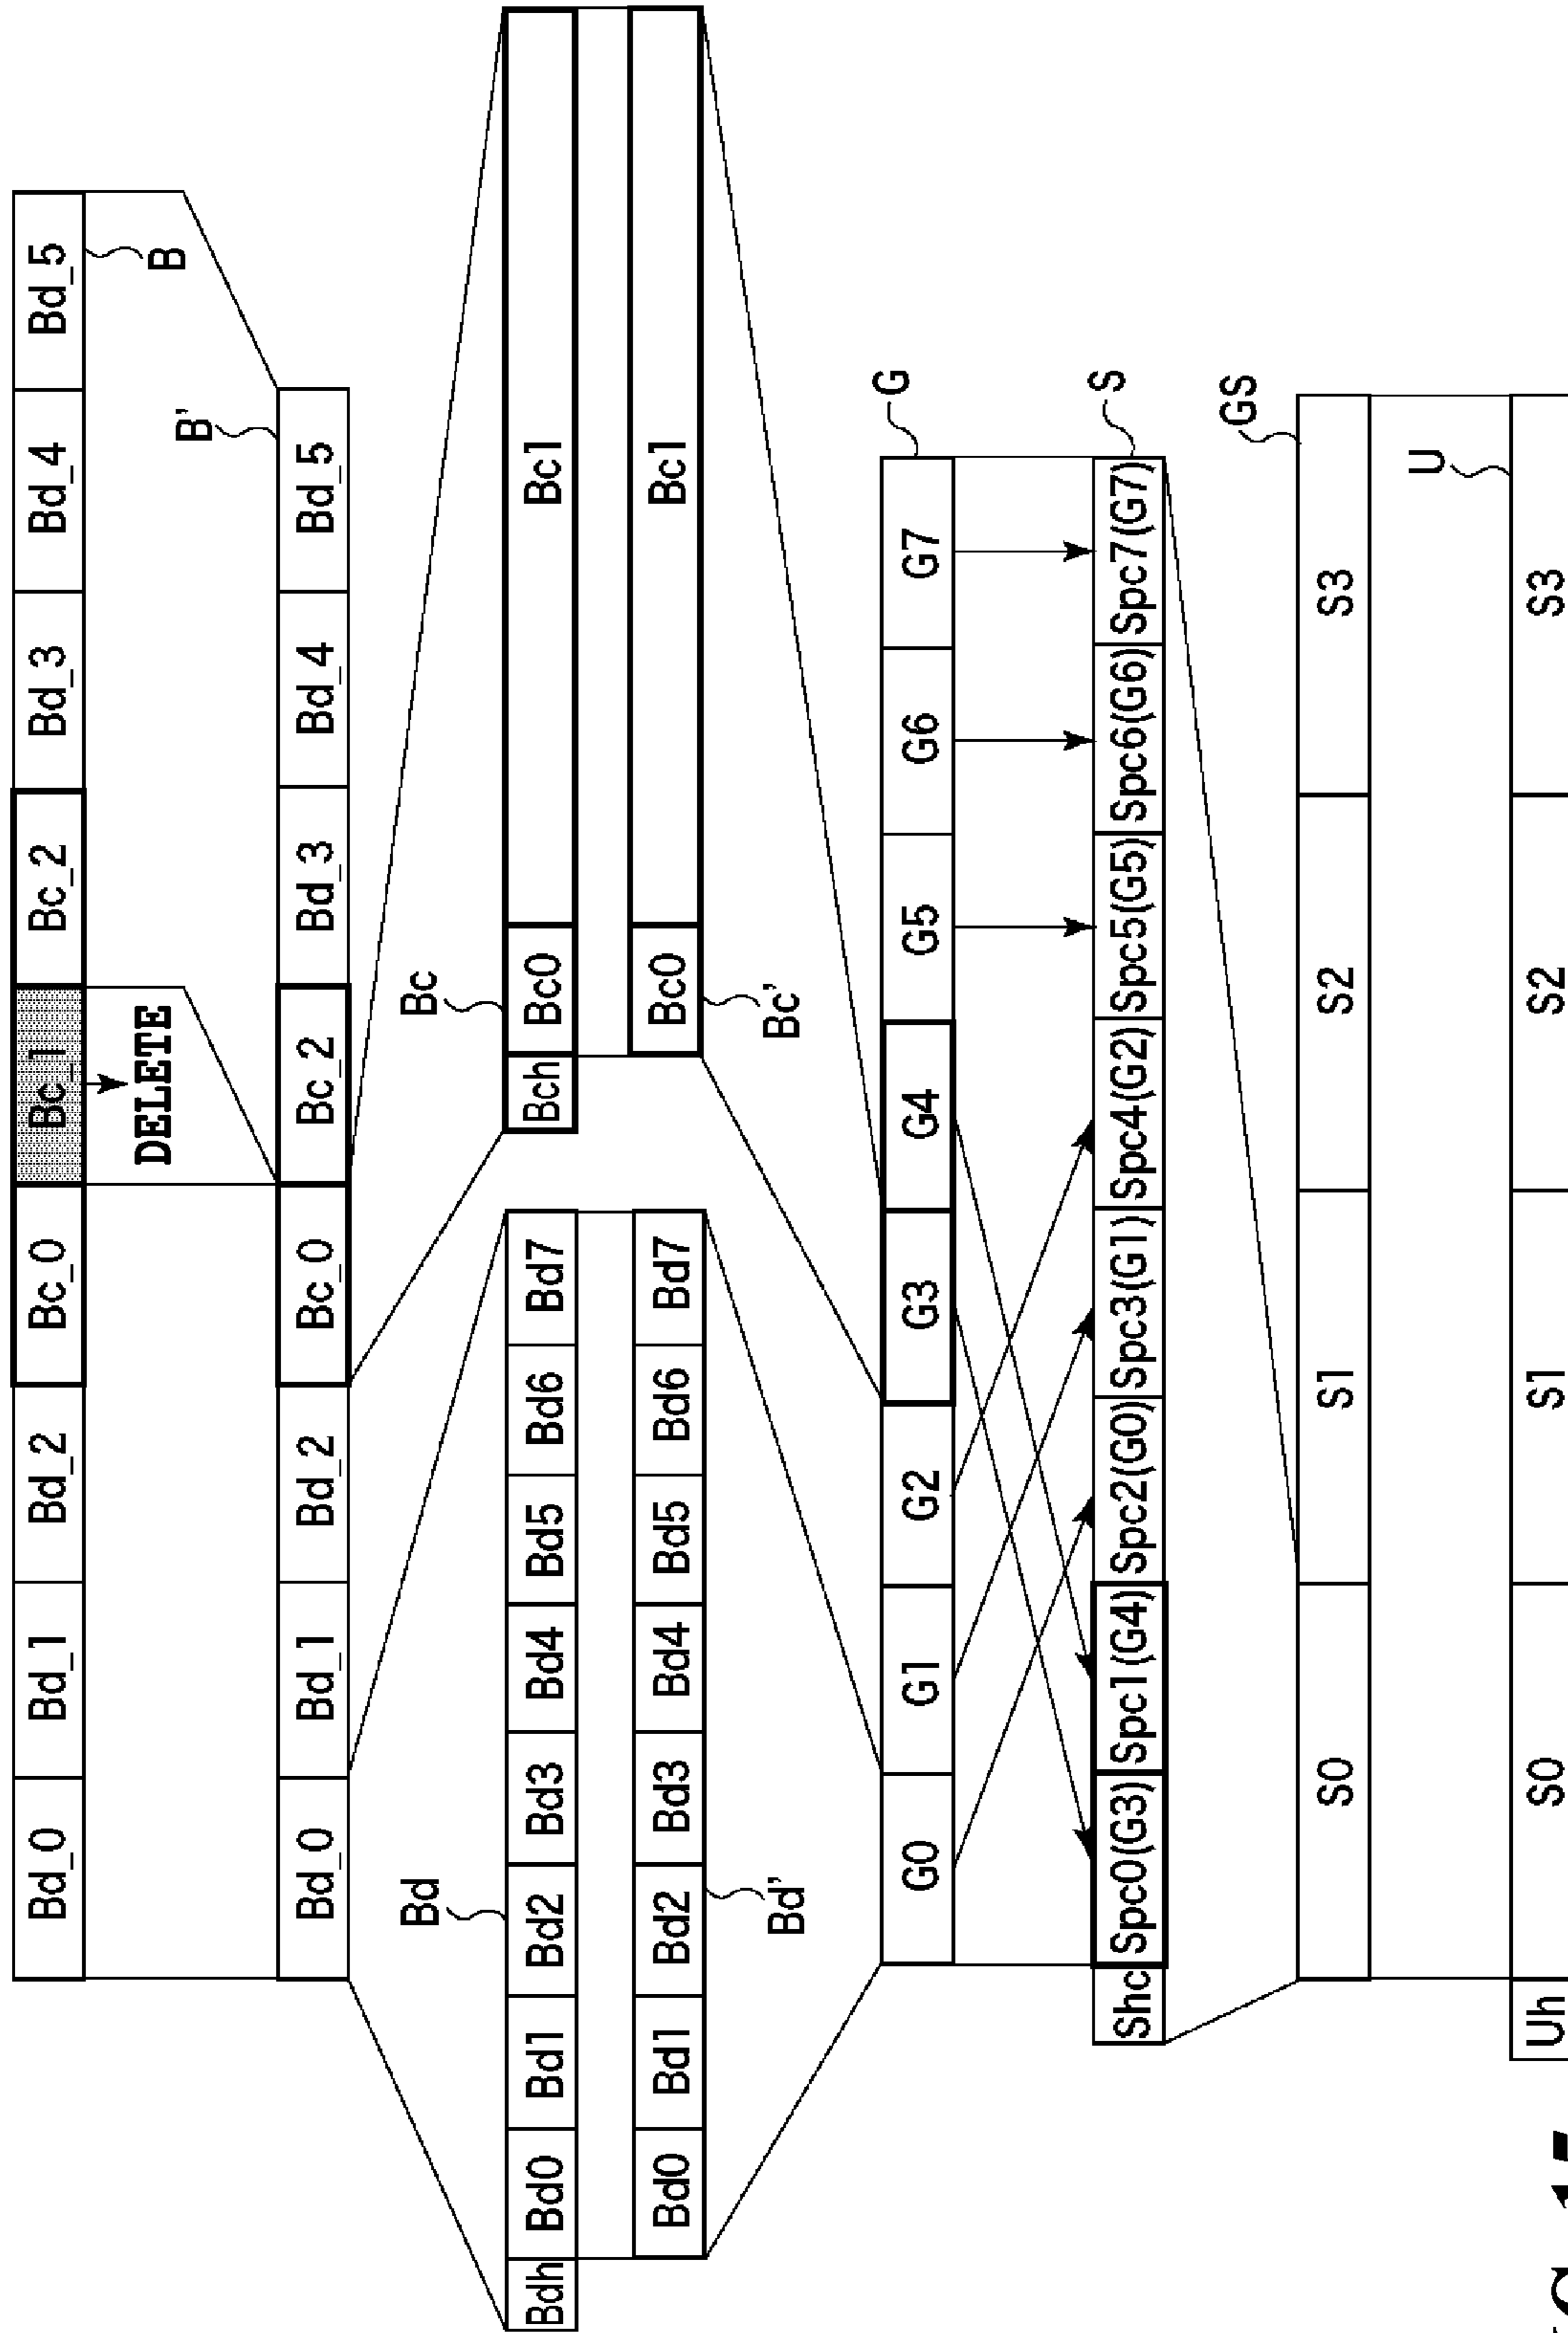 Bd_0 Bd_1 Bd_2 Bc_0 Bc_1 Bc_2 Bd_3 Bd_4 Bd_5
B
DELETE
B'
Bd_0 Bd_1 Bd_2 Bc_0 Bc_2 Bd_3 Bd_4 Bd_5
Bd
Bc
Bdh Bd0 Bd1 Bd2 Bd3 Bd4 Bd5 Bd6 Bd7
Bch Bc0 Bc1
Bd0 Bd1 Bd2 Bd3 Bd4 Bd5 Bd6 Bd7
Bc0 Bc1
Bd'
Bc'
G
G0 G1 G2 G3 G4 G5 G6 G7
S
Shc Spc0(G3) Spc1(G4) Spc2(G0) Spc3(G1) Spc4(G2) Spc5(G5) Spc6(G6) Spc7(G7)
GS
S0 S1 S2 S3
U
Uh S0 S1 S2 S3